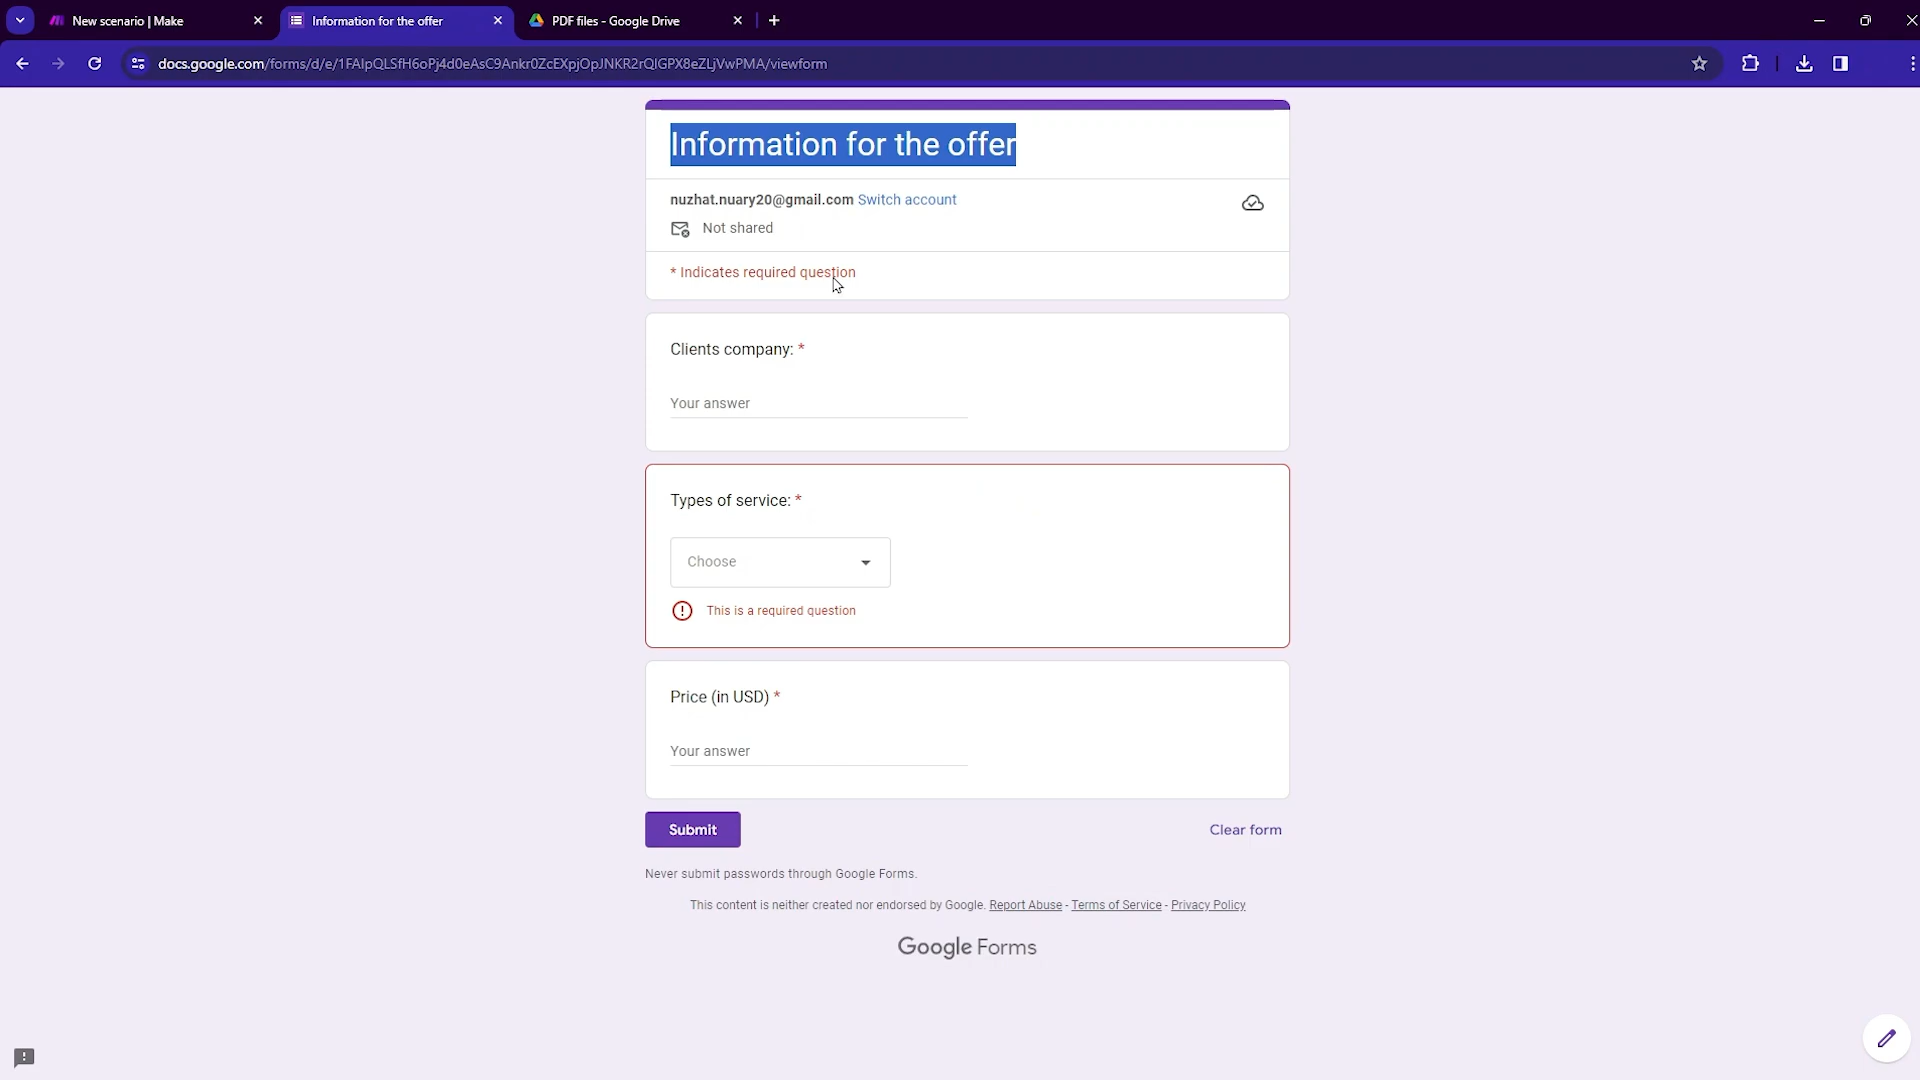 New scenario | Make
Information for the offer
PDF files - Google Drive
docs.google.com/forms/d/e/1FAIpQLSfH6oPj4d0eAsC9Ankr0ZcEXpjOpJNKR2rQIGPX8eZLjVwPMA/viewform
Information for the offer
nuzhat.nuary20@gmail.com Switch account
Not shared
* Indicates required question
Clients company: *
Your answer
Types of service: *
Choose
This is a required question
Price (in USD) *
Your answer
Submit
Clear form
Never submit passwords through Google Forms.
This content is neither created nor endorsed by Google. Report Abuse - Terms of Service - Privacy Policy
Google Forms